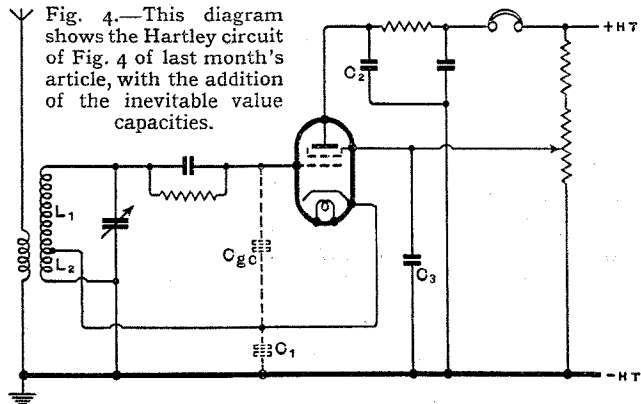 Fig. 4.—This diagram
shows the Hartley circuit
of Fig. 4 of last month's
article, with the addition
of the inevitable value
capacities.
+HT
C2
L1
L2
Cgc
C3
C1
-HT